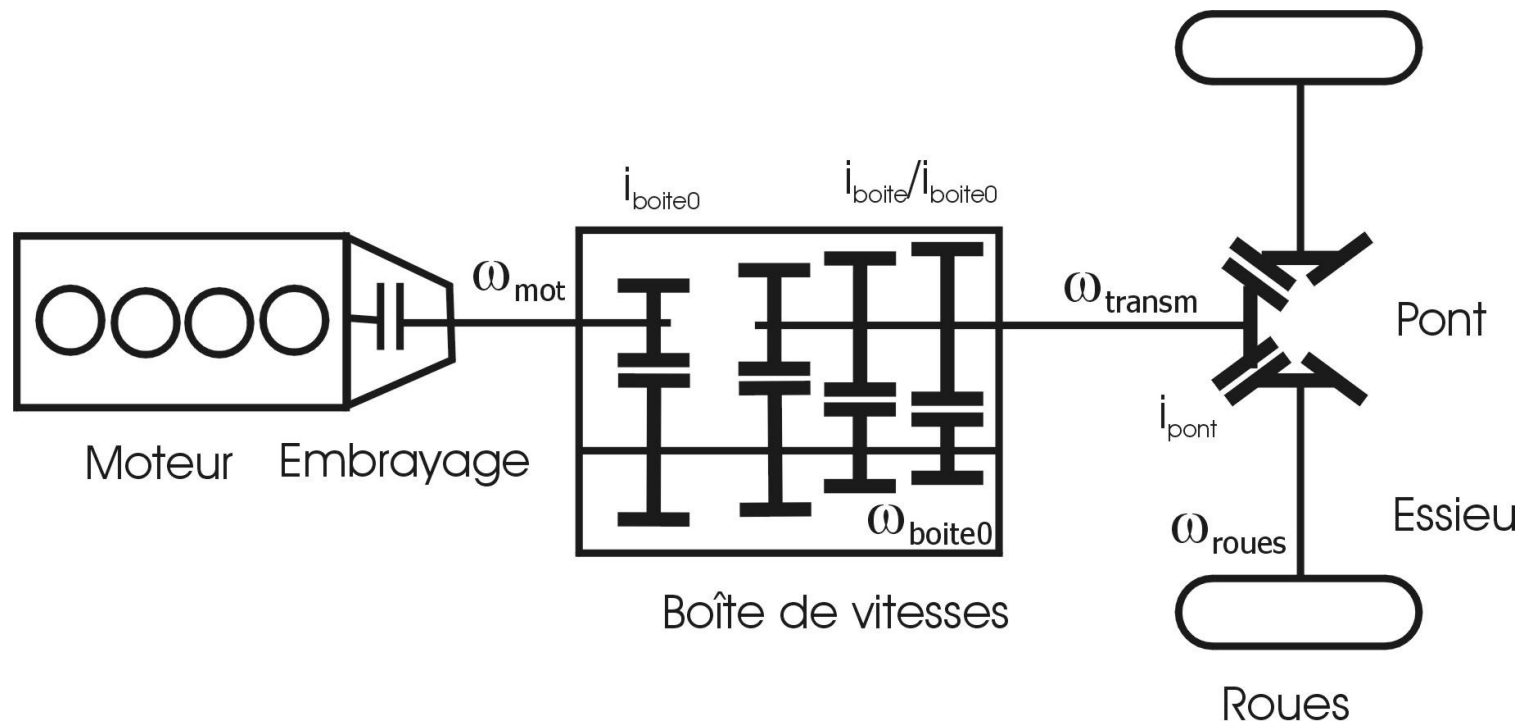 i_boite0
i_boite/i_boite0
ω_mot
ω_transm
Pont
i_pont
Moteur
Embrayage
ω_boite0
ω_roues
Essieu
Boîte de vitesses
Roues